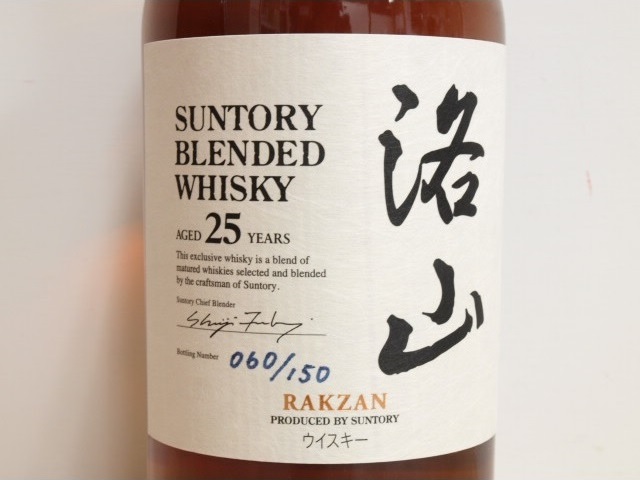 SUNTORY
BLENDED
WHISKY
AGED 25 YEARS
This exclusive whisky is a blend of
matured whiskies selected and blended
by the craftsman of Suntory.
Suntory Chief Blender
Bottling Number 060/150
洛山
RAKZAN
PRODUCED BY SUNTORY
ウイスキー